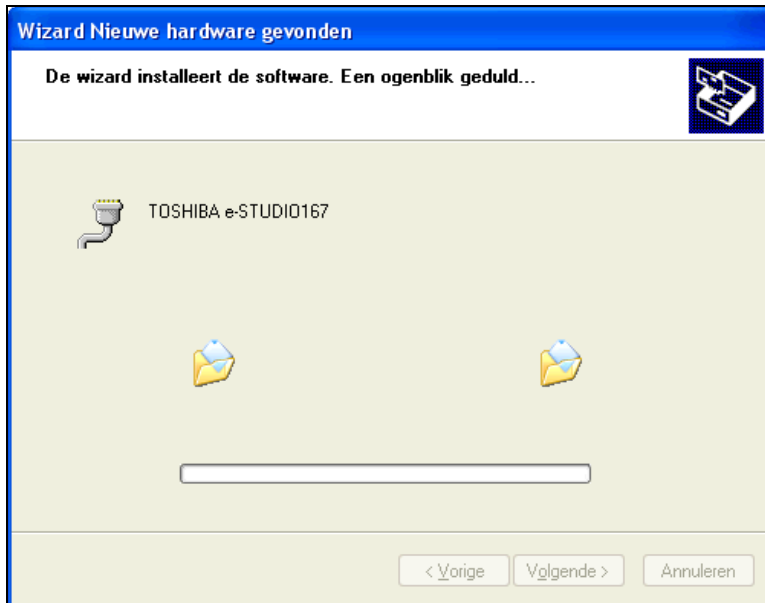 Wizard Nieuwe hardware gevonden
De wizard installeert de software. Een ogenblik geduld...
TOSHIBA e-STUDIO167
< Vorige
Volgende >
Annuleren